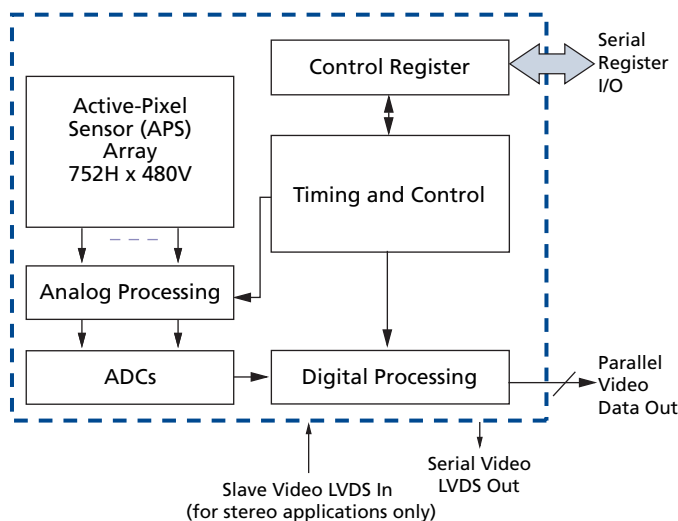 Control Register
Serial
Register
I/O
Active-Pixel
Sensor (APS)
Array
752H x 480V
Timing and Control
Analog Processing
ADCs
Digital Processing
Parallel
Video
Data Out
Slave Video LVDS In
(for stereo applications only)
Serial Video
LVDS Out